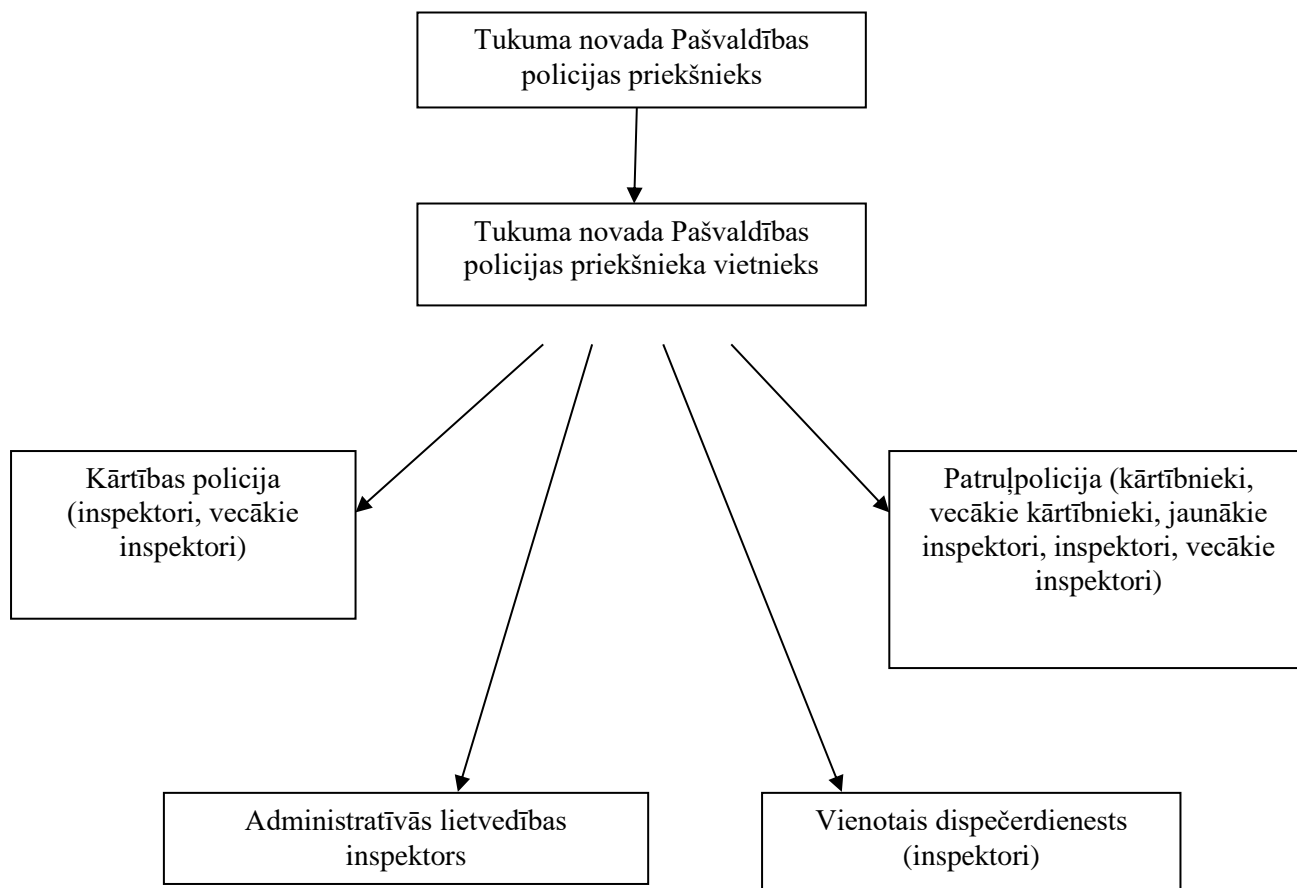 Tukuma novada Pašvaldības
policijas priekšnieks
Tukuma novada Pašvaldības
policijas priekšnieka vietnieks
Kārtības policija
(inspektori, vecākie
inspektori)
Patruļpolicija (kārtībnieki,
vecākie kārtībnieki, jaunākie
inspektori, inspektori, vecākie
inspektori)
Administratīvās lietvedības
inspektors
Vienotais dispečerdienests
(inspektori)